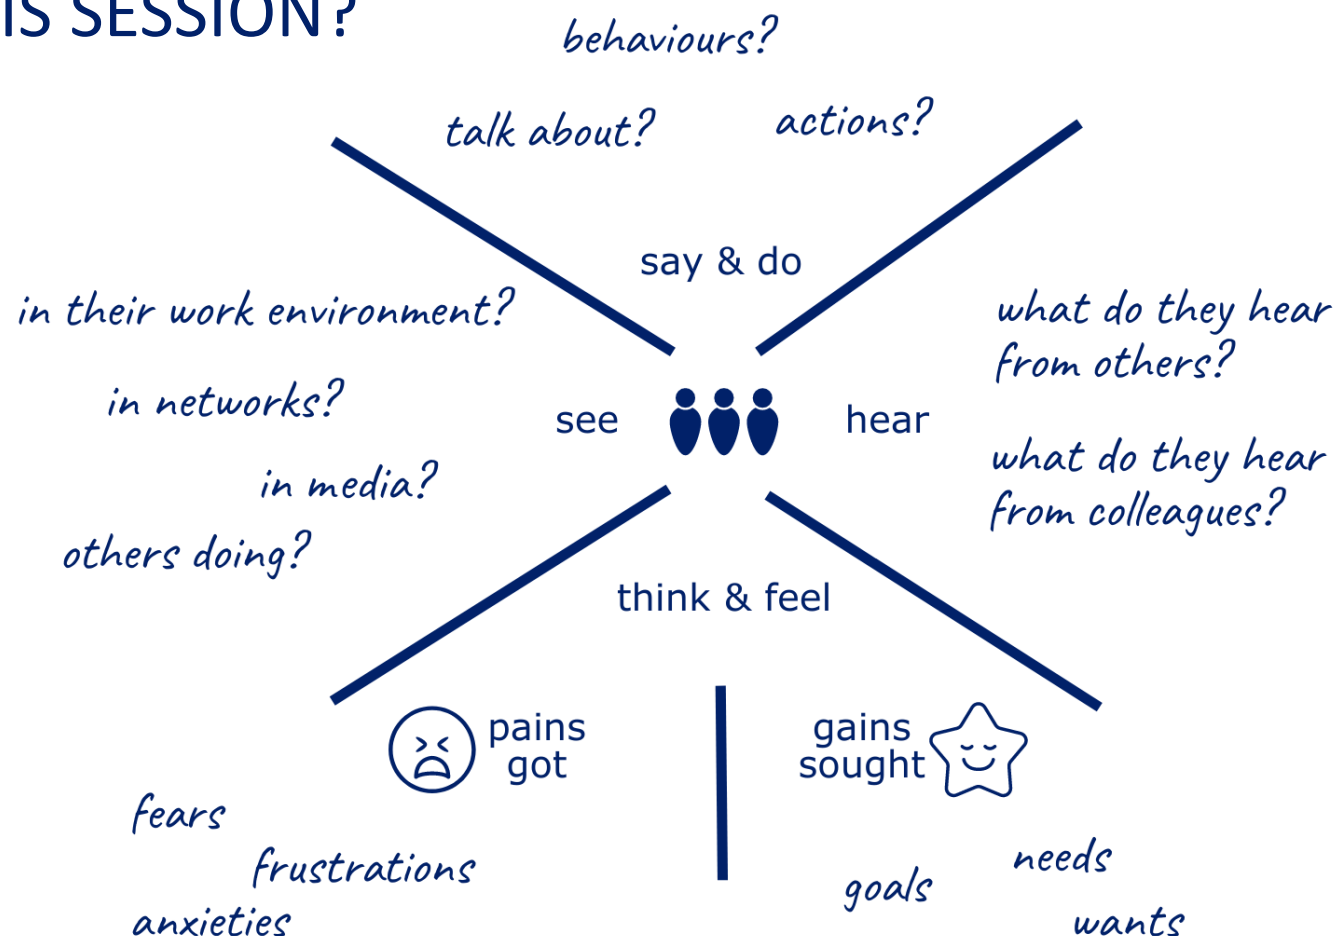 IS SESSION?
behaviours?
talk about?
actions?
say & do
in their work environment?
in networks?
in media?
others doing?
see
hear
what do they hear
from others?
what do they hear
from colleagues?
think & feel
pains
got
gains
sought
fears
frustrations
anxieties
goals
needs
wants